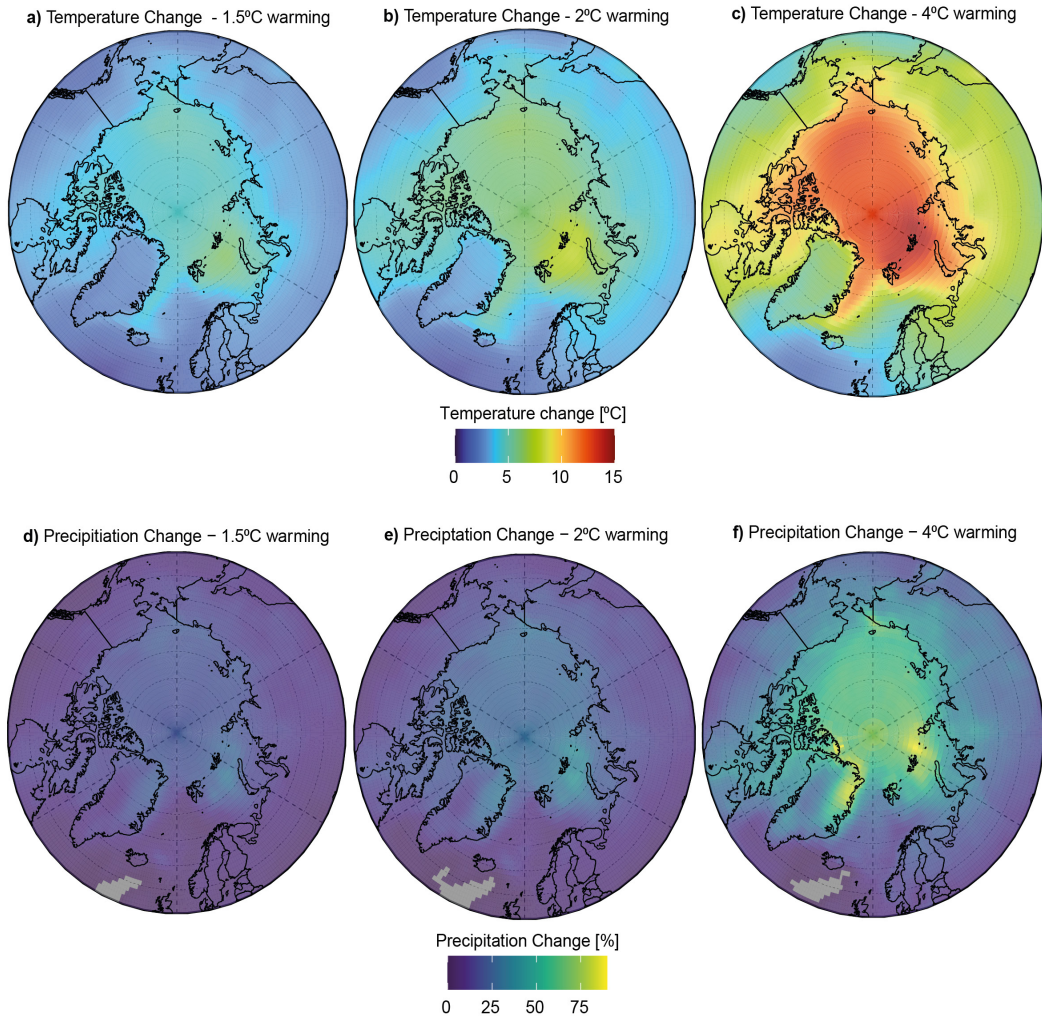 a) Temperature Change - 1.5ºC warming
b) Temperature Change - 2ºC warming
c) Temperature Change - 4ºC warming
Temperature change [ºC]
0 5 10 15
d) Precipitiation Change – 1.5ºC warming
e) Preciptation Change – 2ºC warming
f) Precipitation Change – 4ºC warming
Precipitation Change [%]
0 25 50 75